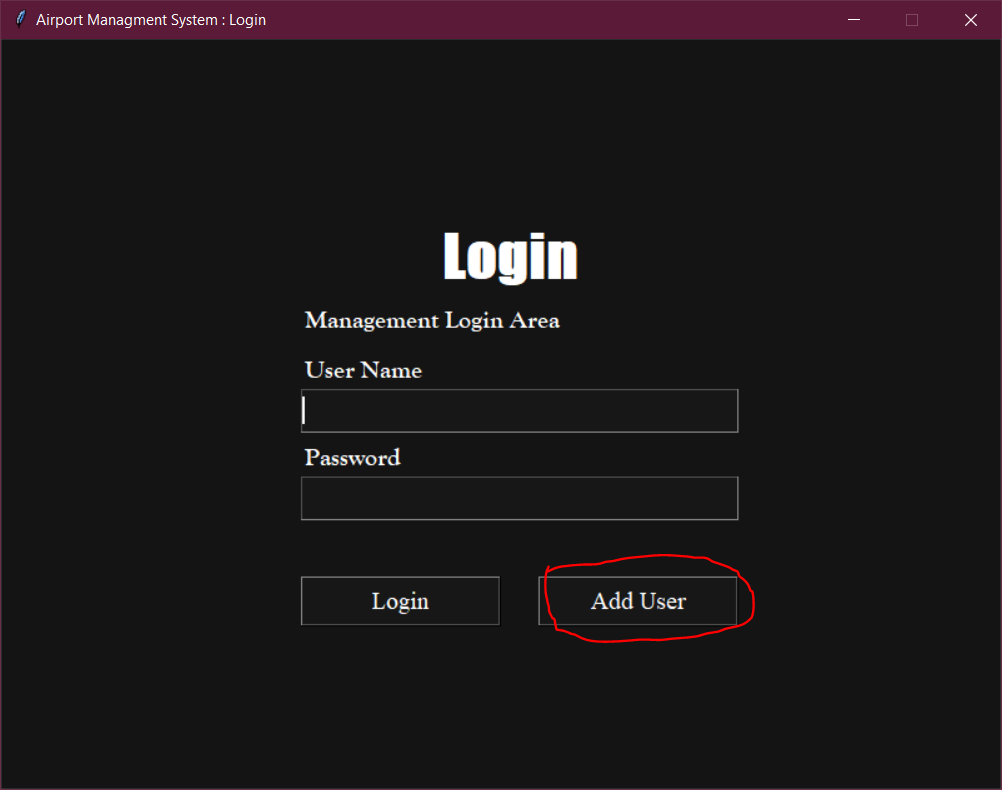 Airport Managment System : Login
Login
Management Login Area
User Name
Password
Login
Add User